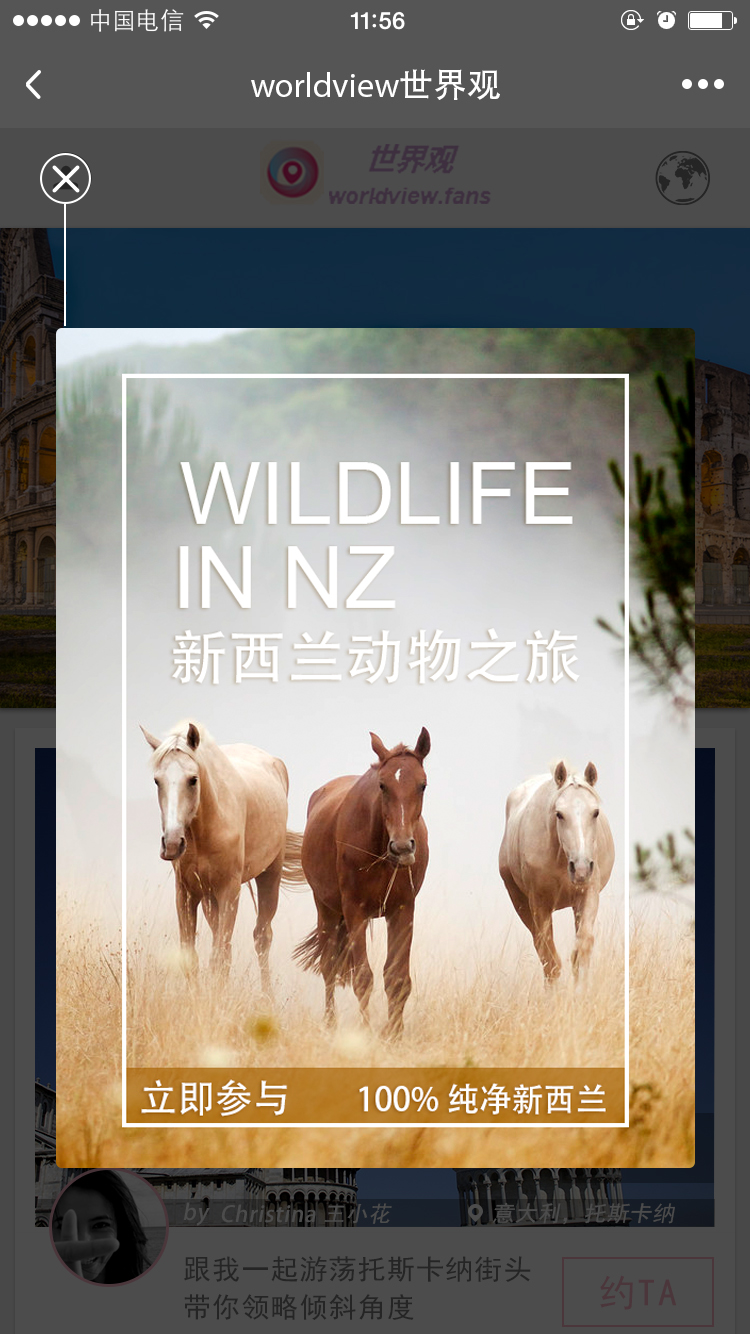 中国电信
11:56
worldview世界观
世界观
worldview.fans
WILDLIFE
IN NZ
新西兰动物之旅
立即参与
100% 纯净新西兰
by Christina 王小花
意大利，托斯卡纳
跟我一起游荡托斯卡纳街头
带你领略倾斜角度
约TA